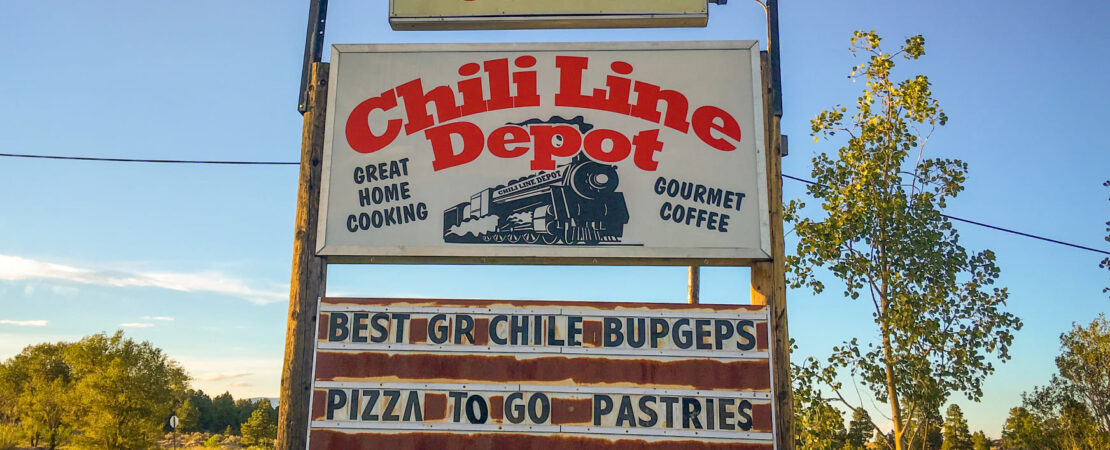 Chili Line
Depot
GREAT
HOME
COOKING
CHILI LINE DEPOT
GOURMET
COFFEE
BEST GR CHILE BUPGEPS
PIZZA TO GO PASTRIES